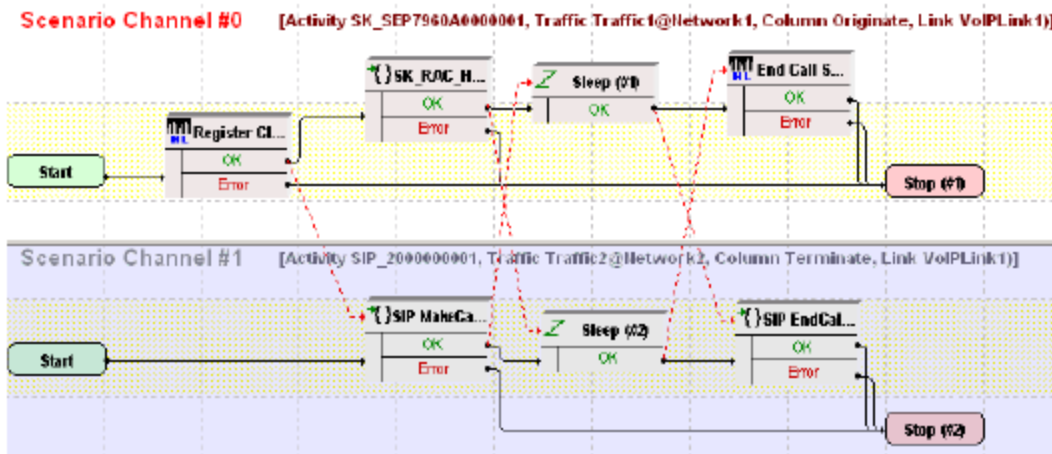 Scenario Channel #0 [Activity SK_SEP7960A0000001, Traffic Traffic1@Network1, Column Originate, Link VoIPLink1)]
{}SK_RAC_H...
OK
Error
Sleep (#1)
OK
End Call S...
OK
Error
Register Cl...
OK
Error
Start
Stop (#1)
Scenario Channel #1 [Activity SIP_2000000001, Traffic Traffic2@Network2, Column Terminate, Link VoIPLink1)]
{}SIP MakeCa...
OK
Error
Sleep (#2)
OK
{}SIP EndCal...
OK
Error
Start
Stop (#2)